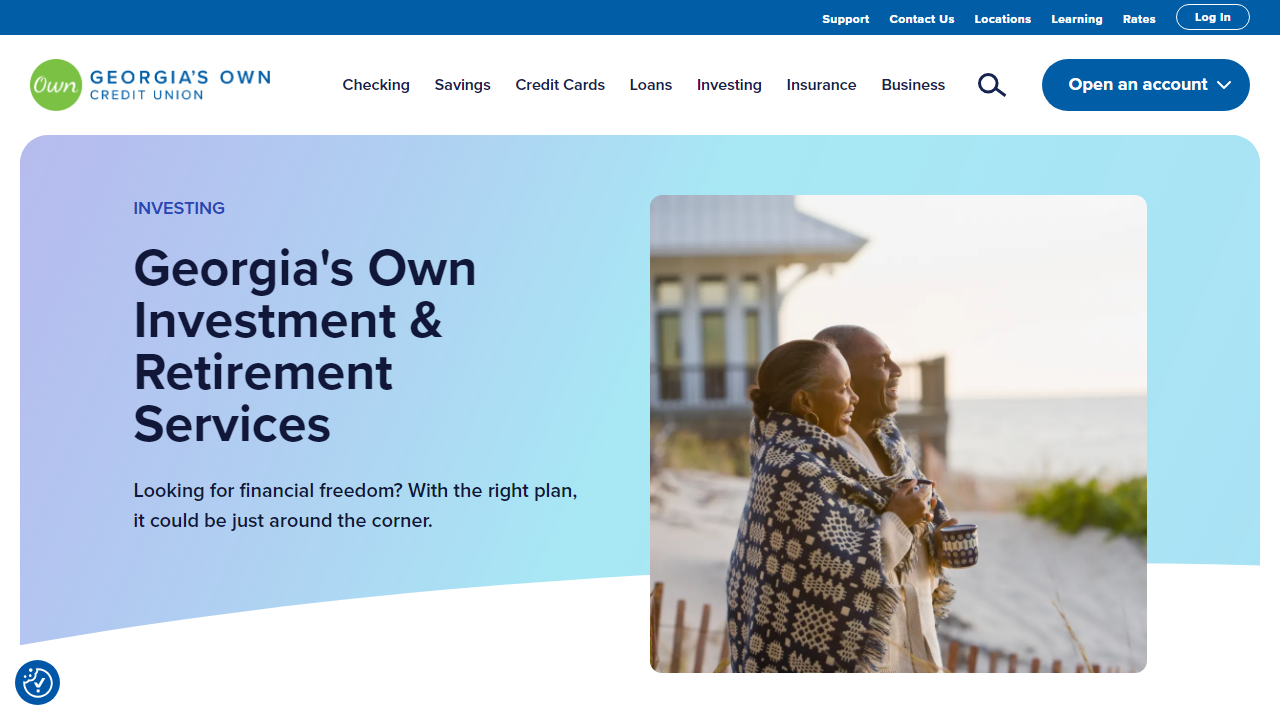 Support Contact Us Locations Learning Rates Log In
Own GEORGIA'S OWN
CREDIT UNION
Checking Savings Credit Cards Loans Investing Insurance Business Open an account
INVESTING
Georgia's Own
Investment &
Retirement
Services
Looking for financial freedom? With the right plan,
it could be just around the corner.